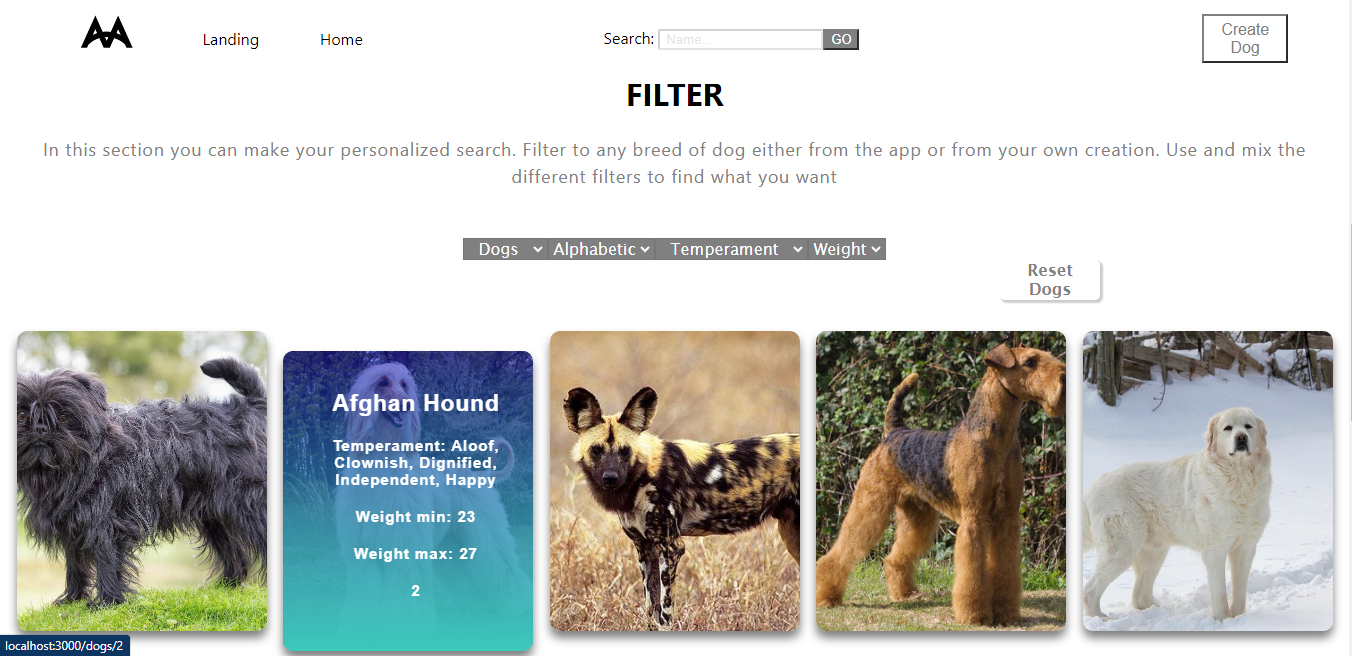 Landing
Home
Search:
Name...
GO
Create
Dog
FILTER
In this section you can make your personalized search. Filter to any breed of dog either from the app or from your own creation. Use and mix the
different filters to find what you want
Dogs
Alphabetic
Temperament
Weight
Reset
Dogs
Afghan Hound
Temperament: Aloof,
Clownish, Dignified,
Independent, Happy
Weight min: 23
Weight max: 27
2
localhost:3000/dogs/2